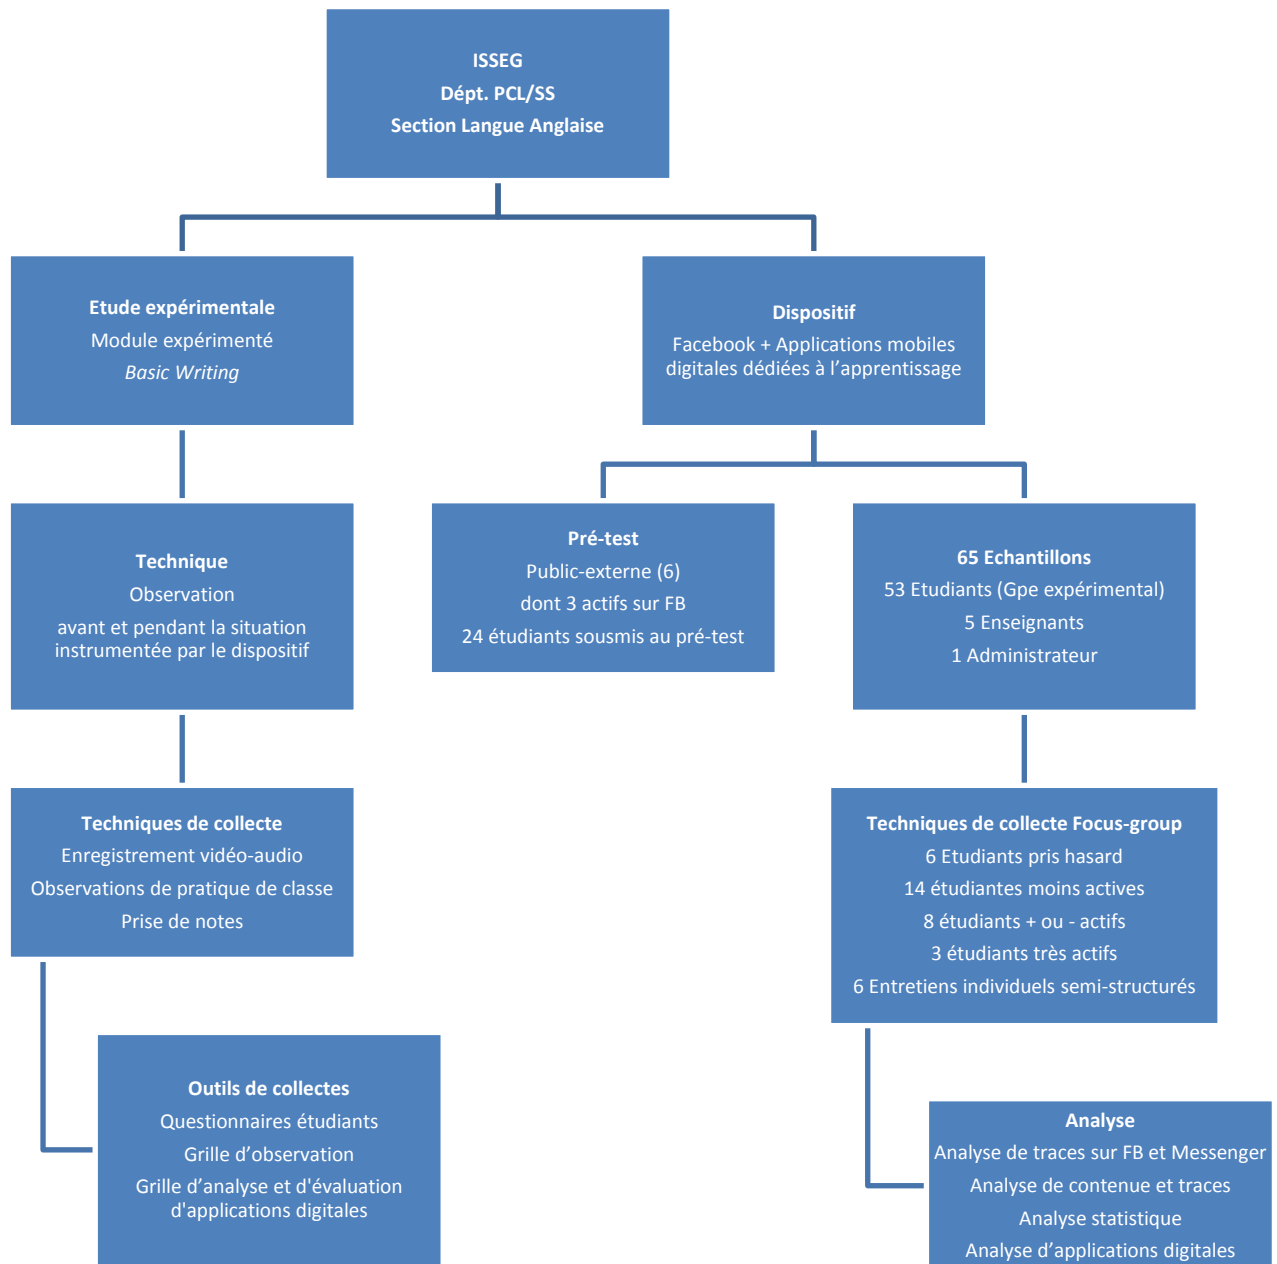 ISSEG
Dépt. PCL/SS
Section Langue Anglaise
Etude expérimentale
Module expérimenté
Basic Writing
Dispositif
Facebook + Applications mobiles
digitales dédiées à l’apprentissage
Technique
Observation
avant et pendant la situation
instrumentée par le dispositif
Pré-test
Public-externe (6)
dont 3 actifs sur FB
24 étudiants sousmis au pré-test
65 Echantillons
53 Etudiants (Gpe expérimental)
5 Enseignants
1 Administrateur
Techniques de collecte
Enregistrement vidéo-audio
Observations de pratique de classe
Prise de notes
Techniques de collecte Focus-group
6 Etudiants pris hasard
14 étudiantes moins actives
8 étudiants + ou - actifs
3 étudiants très actifs
6 Entretiens individuels semi-structurés
Outils de collectes
Questionnaires étudiants
Grille d’observation
Grille d’analyse et d'évaluation
d'applications digitales
Analyse
Analyse de traces sur FB et Messenger
Analyse de contenue et traces
Analyse statistique
Analyse d’applications digitales